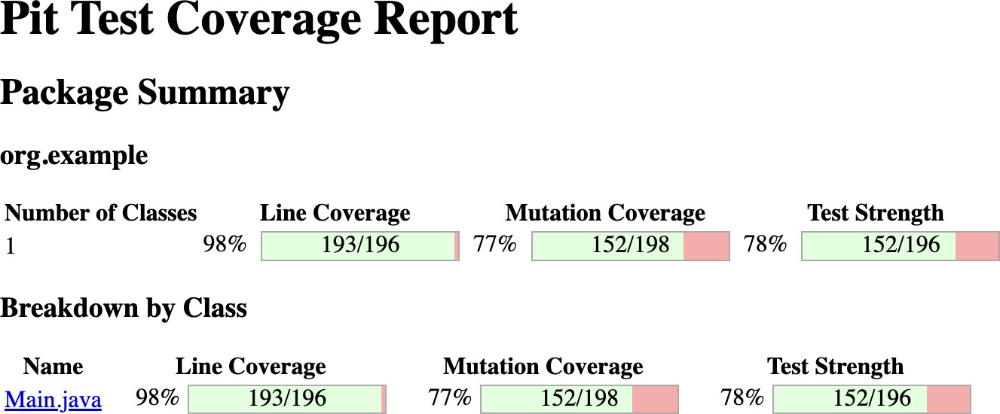 Pit Test Coverage Report
Package Summary
org.example
Number of Classes Line Coverage Mutation Coverage Test Strength
1 98% 193/196 77% 152/198 78% 152/196
Breakdown by Class
Name Line Coverage Mutation Coverage Test Strength
Main.java 98% 193/196 77% 152/198 78% 152/196